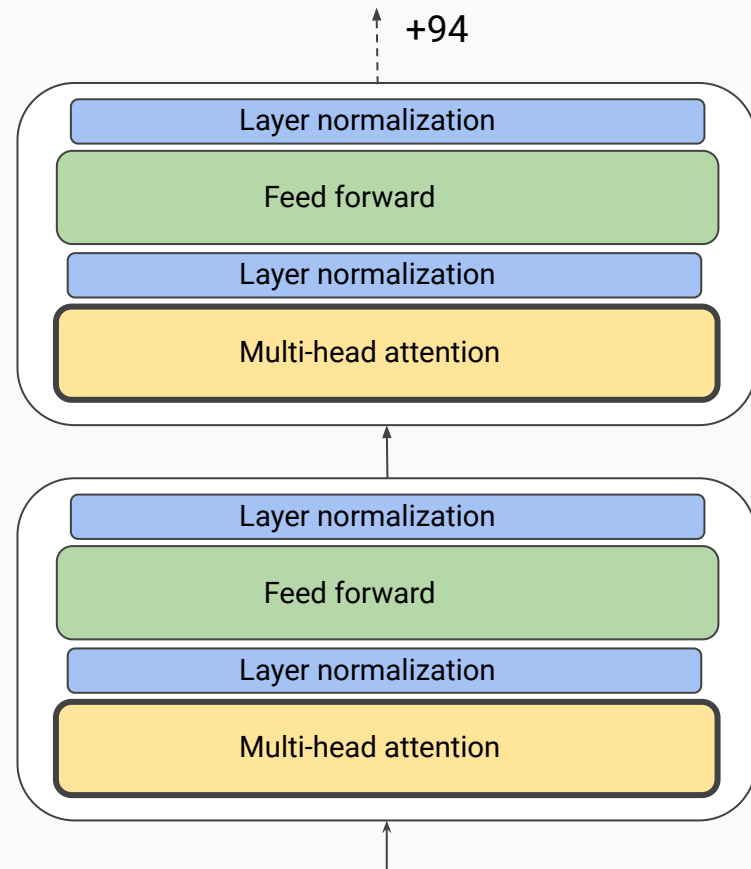 +94
Layer normalization
Feed forward
Layer normalization
Multi-head attention
Layer normalization
Feed forward
Layer normalization
Multi-head attention